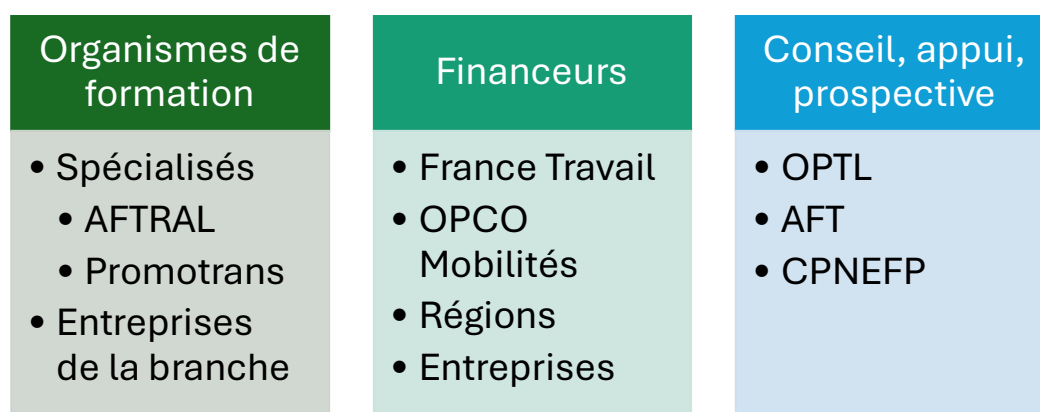 Organismes de
formation
• Spécialisés
• AFTRAL
• Promotrans
• Entreprises
de la branche
Financeurs
• France Travail
• OPCO
Mobilités
• Régions
• Entreprises
Conseil, appui,
prospective
• OPTL
• AFT
• CPNEFP